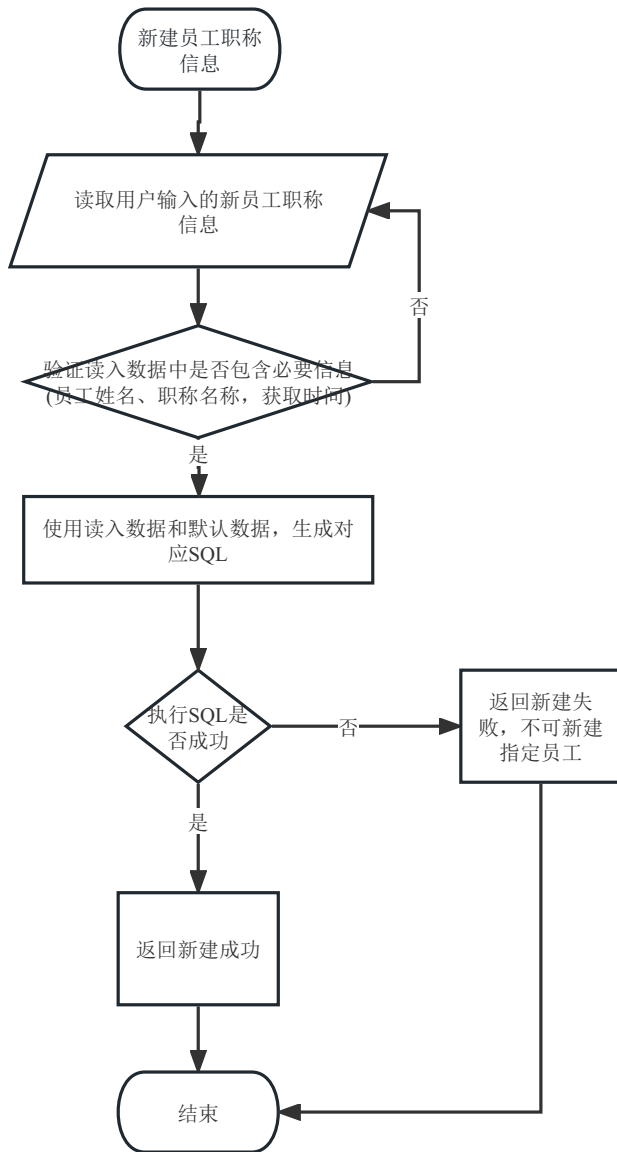 新建员工职称
信息
读取用户输入的新员工职称
信息
否
验证读入数据中是否包含必要信息
(员工姓名、职称名称，获取时间)
是
使用读入数据和默认数据，生成对
应SQL
执行SQL是
否成功
否
返回新建失
败，不可新建
指定员工
是
返回新建成功
结束